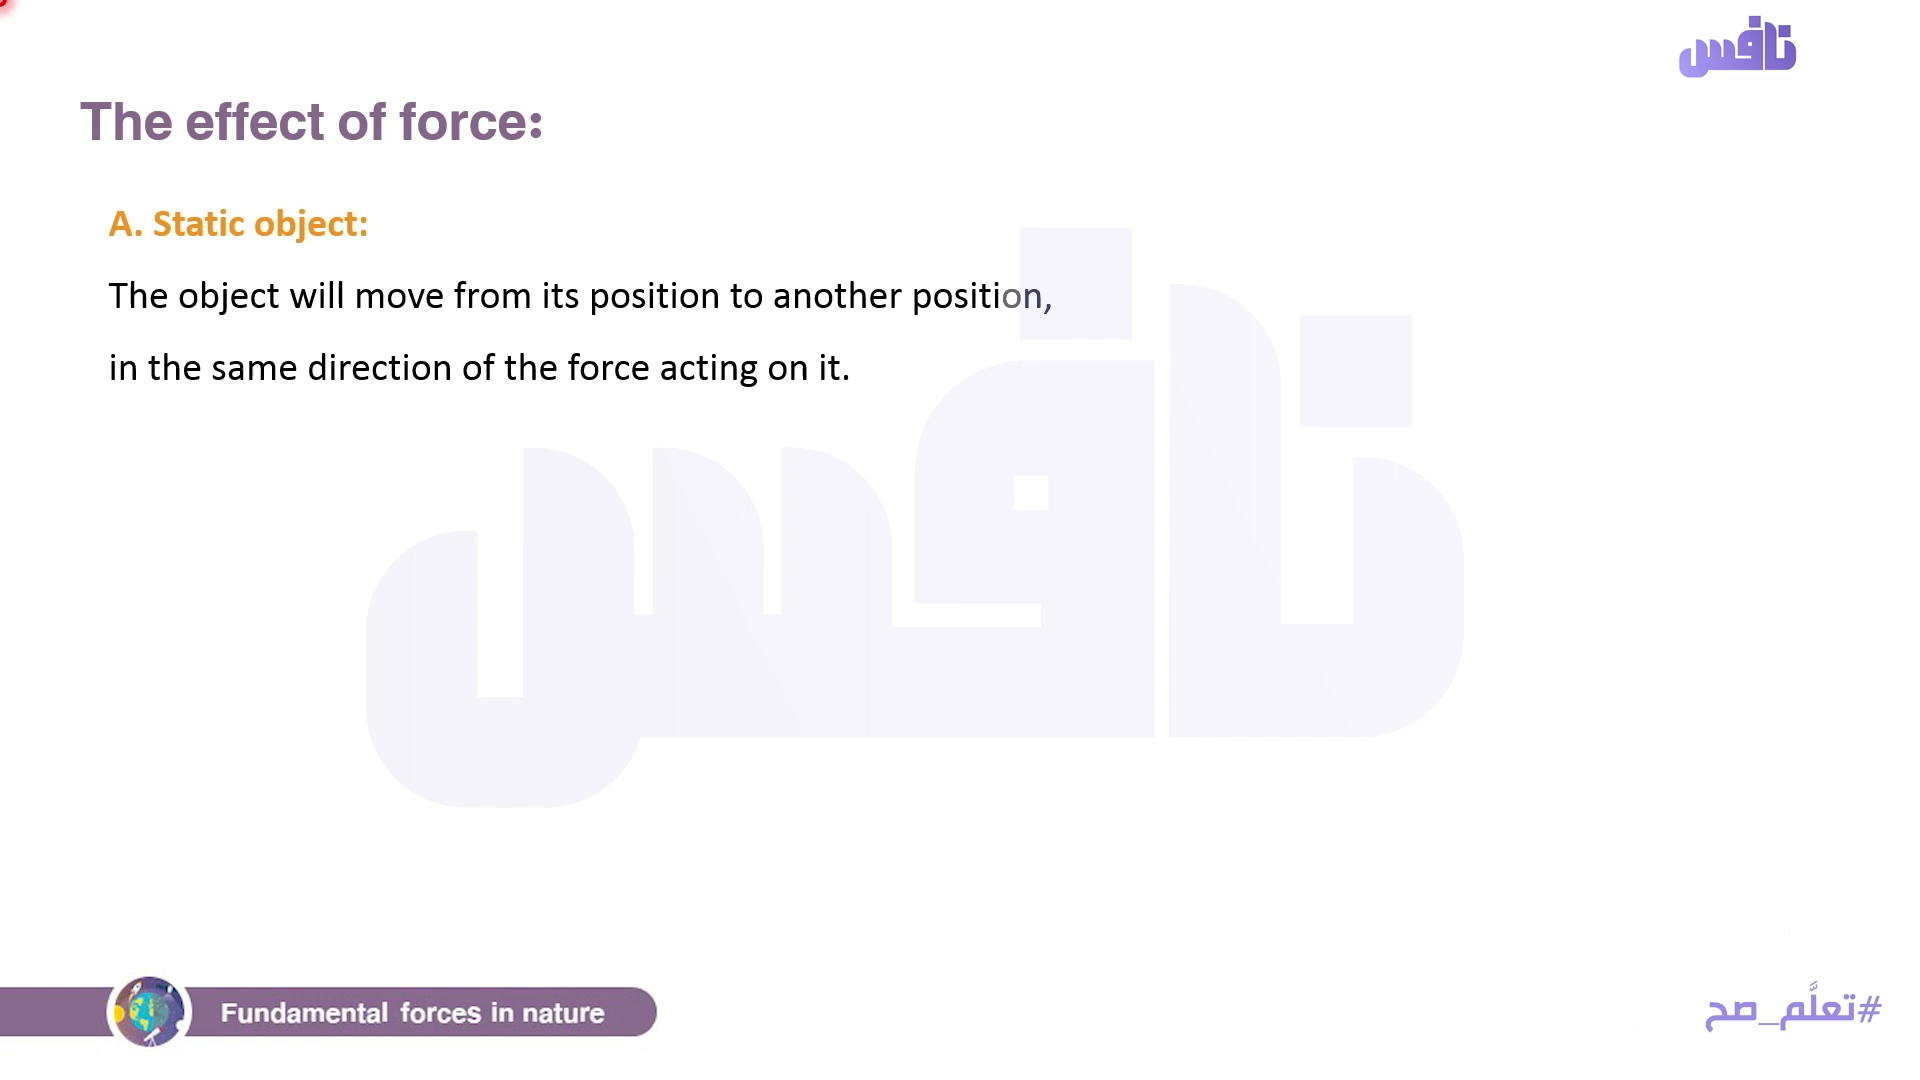 نافس
The effect of force:
A. Static object:
The object will move from its position to another position,
in the same direction of the force acting on it.
نافس
Fundamental forces in nature
#تعلَّم_صح